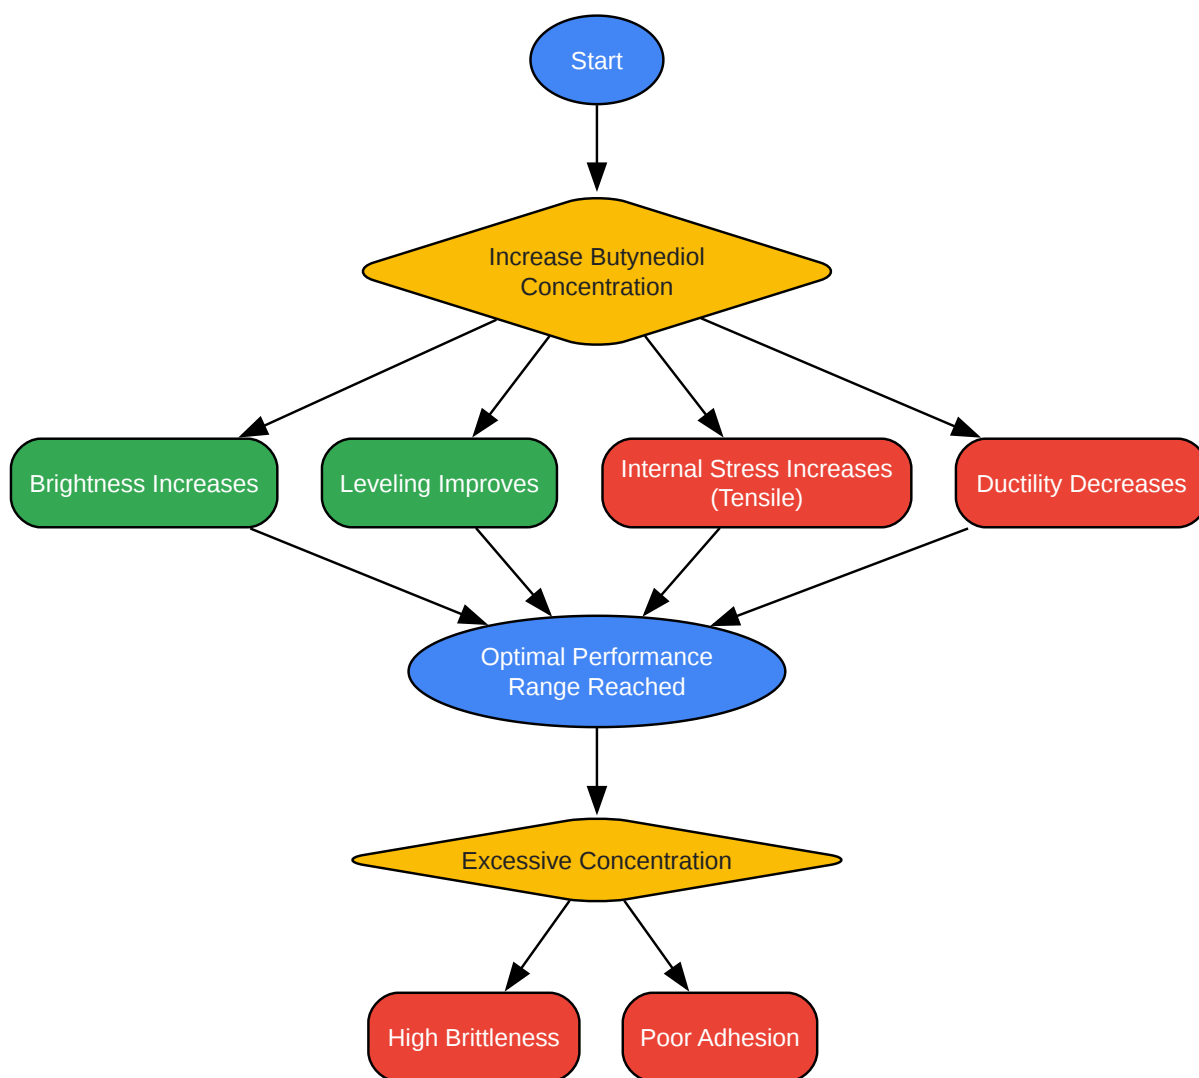 Start
Increase Butynediol
Concentration
Brightness Increases
Leveling Improves
Internal Stress Increases
(Tensile)
Ductility Decreases
Optimal Performance
Range Reached
Excessive Concentration
High Brittleness
Poor Adhesion